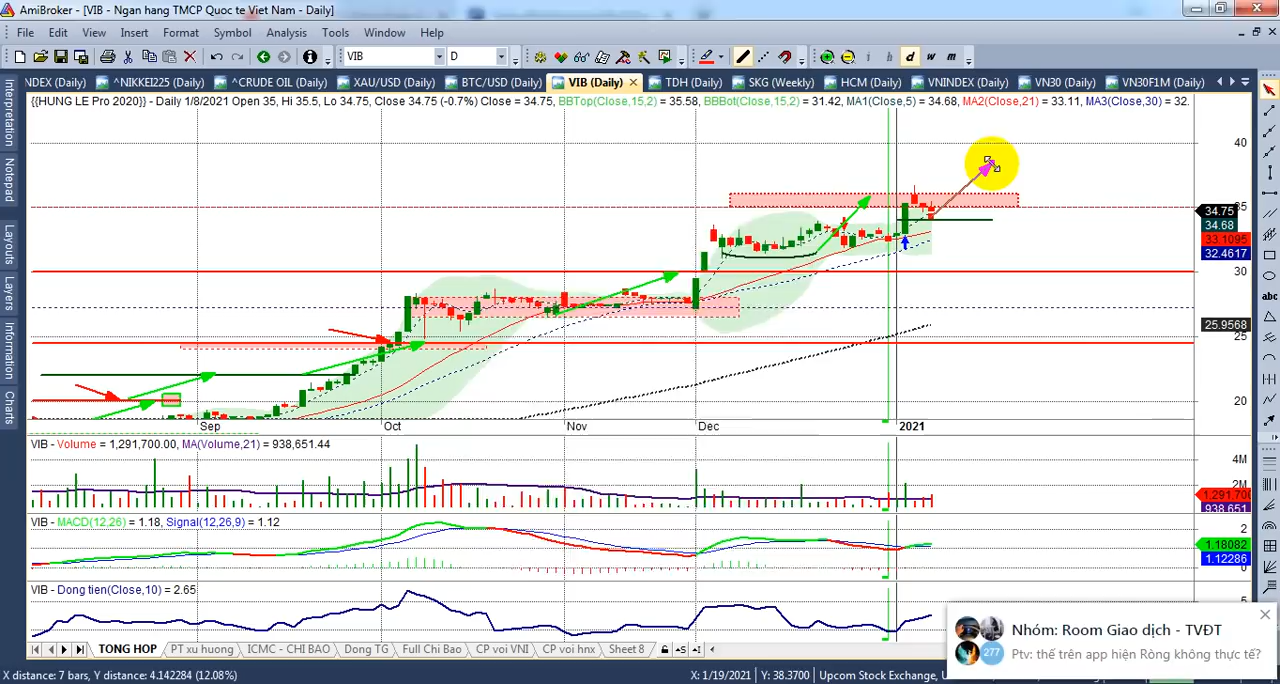 AmiBroker - [VIB - Ngan hang TMCP Quoc te Viet Nam - Daily]
File Edit View Insert Format Symbol Analysis Tools Window Help
VIB D i h d w m
NDEX (Daily) ^NIKKEI225 (Daily) ^CRUDE OIL (Daily) XAU/USD (Daily) BTC/USD (Daily) VIB (Daily) TDH (Daily) SKG (Weekly) HCM (Daily) VNINDEX (Daily) VN30 (Daily) VN30F1M (Daily)
{{HUNG LE Pro 2020}} - Daily 1/8/2021 Open 35, Hi 35.5, Lo 34.75, Close 34.75 (-0.7%) Close = 34.75, BBTop(Close,15,2) = 35.58, BBBot(Close,15,2) = 31.42, MA1(Close,5) = 34.68, MA2(Close,21) = 33.11, MA3(Close,30) = 32.
Interpretation
Notepad
Layouts
Layers
Information
Charts
abc
40
35
34.75
34.68
33.1095
32.4617
30
25.9568
25
20
Sep Oct Nov Dec 2021
VIB - Volume = 1,291,700.00, MA(Volume,21) = 938,651.44
4M
2M
1,291,700
938,651
VIB - MACD(12,26) = 1.18, Signal(12,26,9) = 1.12
2
1.18082
1.12286
0
VIB - Dong tien(Close,10) = 2.65
5
Nhóm: Room Giao dịch - TVĐT
277
Ptv: thế trên app hiện Ròng không thực tế?
TONG HOP PT xu huong ICMC - CHI BAO Dong TG Full Chi Bao CP voi VNI CP voi hnx Sheet 8
X distance: 7 bars, Y distance: 4.142284 (12.08%) X: 1/19/2021 Y: 38.3700 Upcom Stock Exchange,